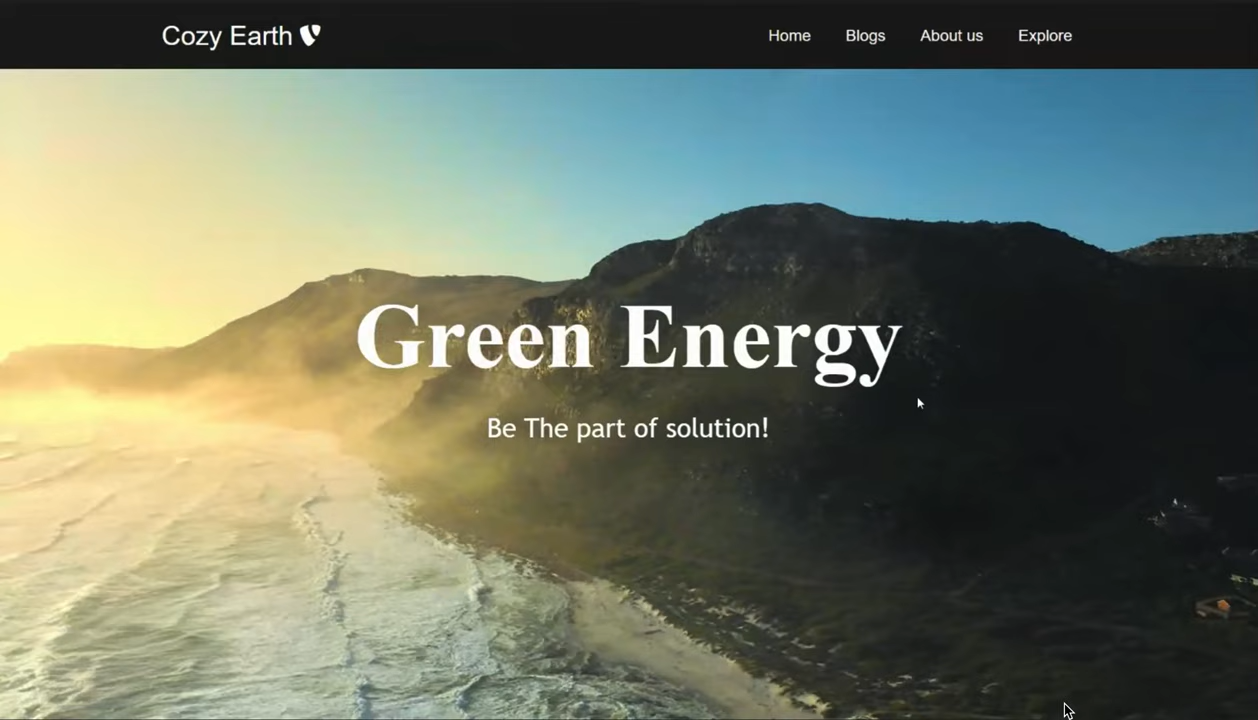 Cozy Earth
Home Blogs About us Explore
Green Energy
Be The part of solution!